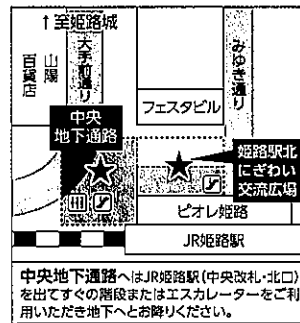 ↑至姫路城
大手前通り
山陽
百貨店
みゆき通り
フェスタビル
中央
地下通路
姫路駅北
にぎわい
交流広場
ピオレ姫路
JR姫路駅
中央地下通路へはJR姫路駅(中央改札・北口)
を出てすぐの階段またはエスカレーターをご利
用いただき地下へとお降りください。